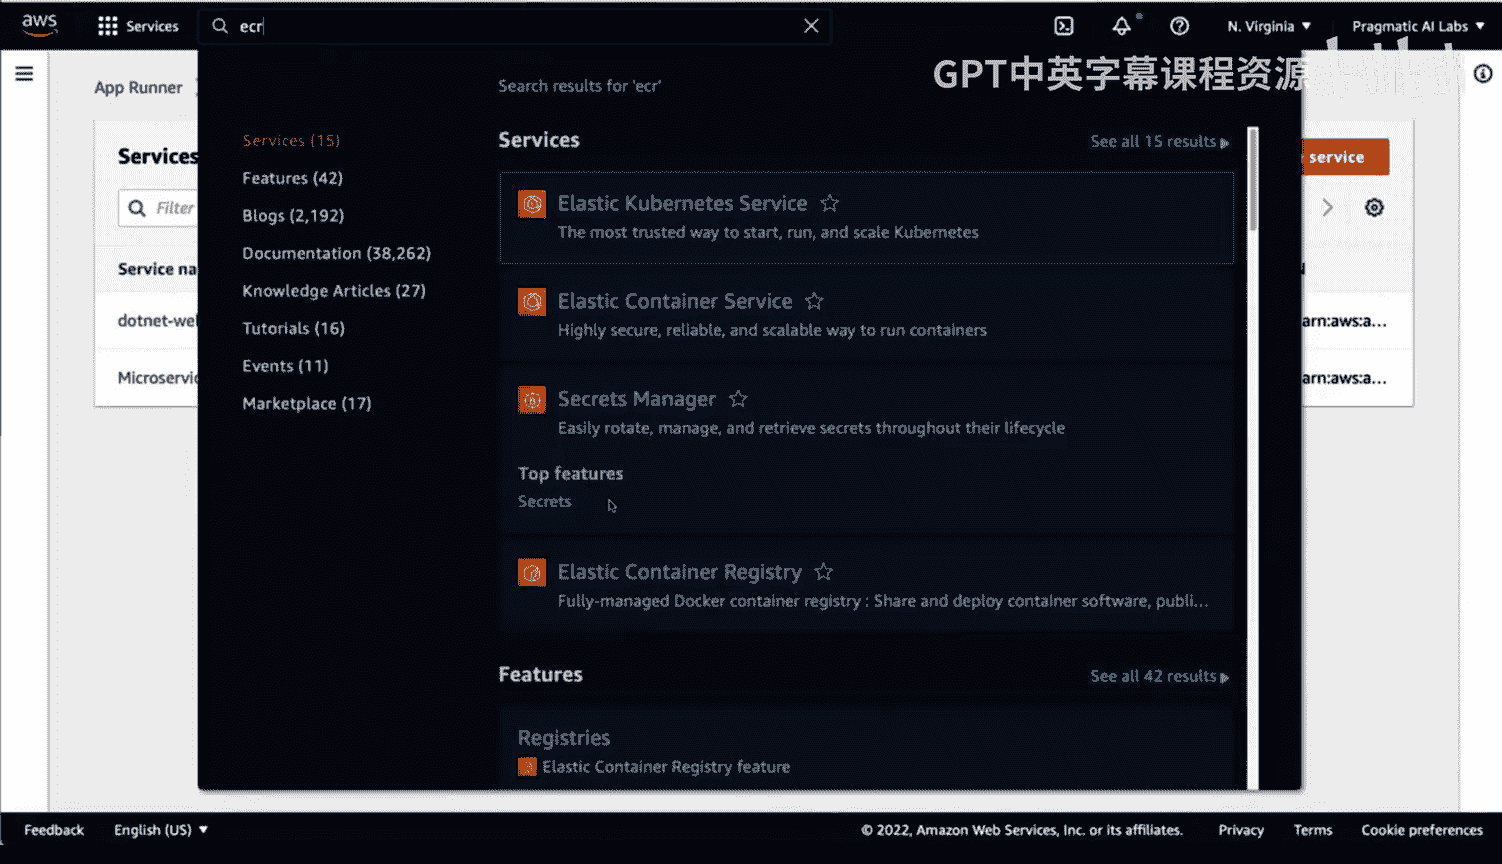 aws
Services
ecr
N. Virginia
Pragmatic AI Labs
GPT中英字幕课程资源
App Runner
Search results for 'ecr'
Services (15)
Features (42)
Blogs (2,192)
Documentation (38,262)
Knowledge Articles (27)
Tutorials (16)
Events (11)
Marketplace (17)
Services
See all 15 results
Elastic Kubernetes Service
The most trusted way to start, run, and scale Kubernetes
Elastic Container Service
Highly secure, reliable, and scalable way to run containers
Secrets Manager
Easily rotate, manage, and retrieve secrets throughout their lifecycle
Top features
Secrets
Elastic Container Registry
Fully-managed Docker container registry : Share and deploy container software, publi...
Features
See all 42 results
Registries
Elastic Container Registry feature
Services
Filter
Service na
dotnet-wel
Microservic
service
arn:aws:a...
arn:aws:a...
Feedback
English (US)
© 2022, Amazon Web Services, Inc. or its affiliates.
Privacy
Terms
Cookie preferences